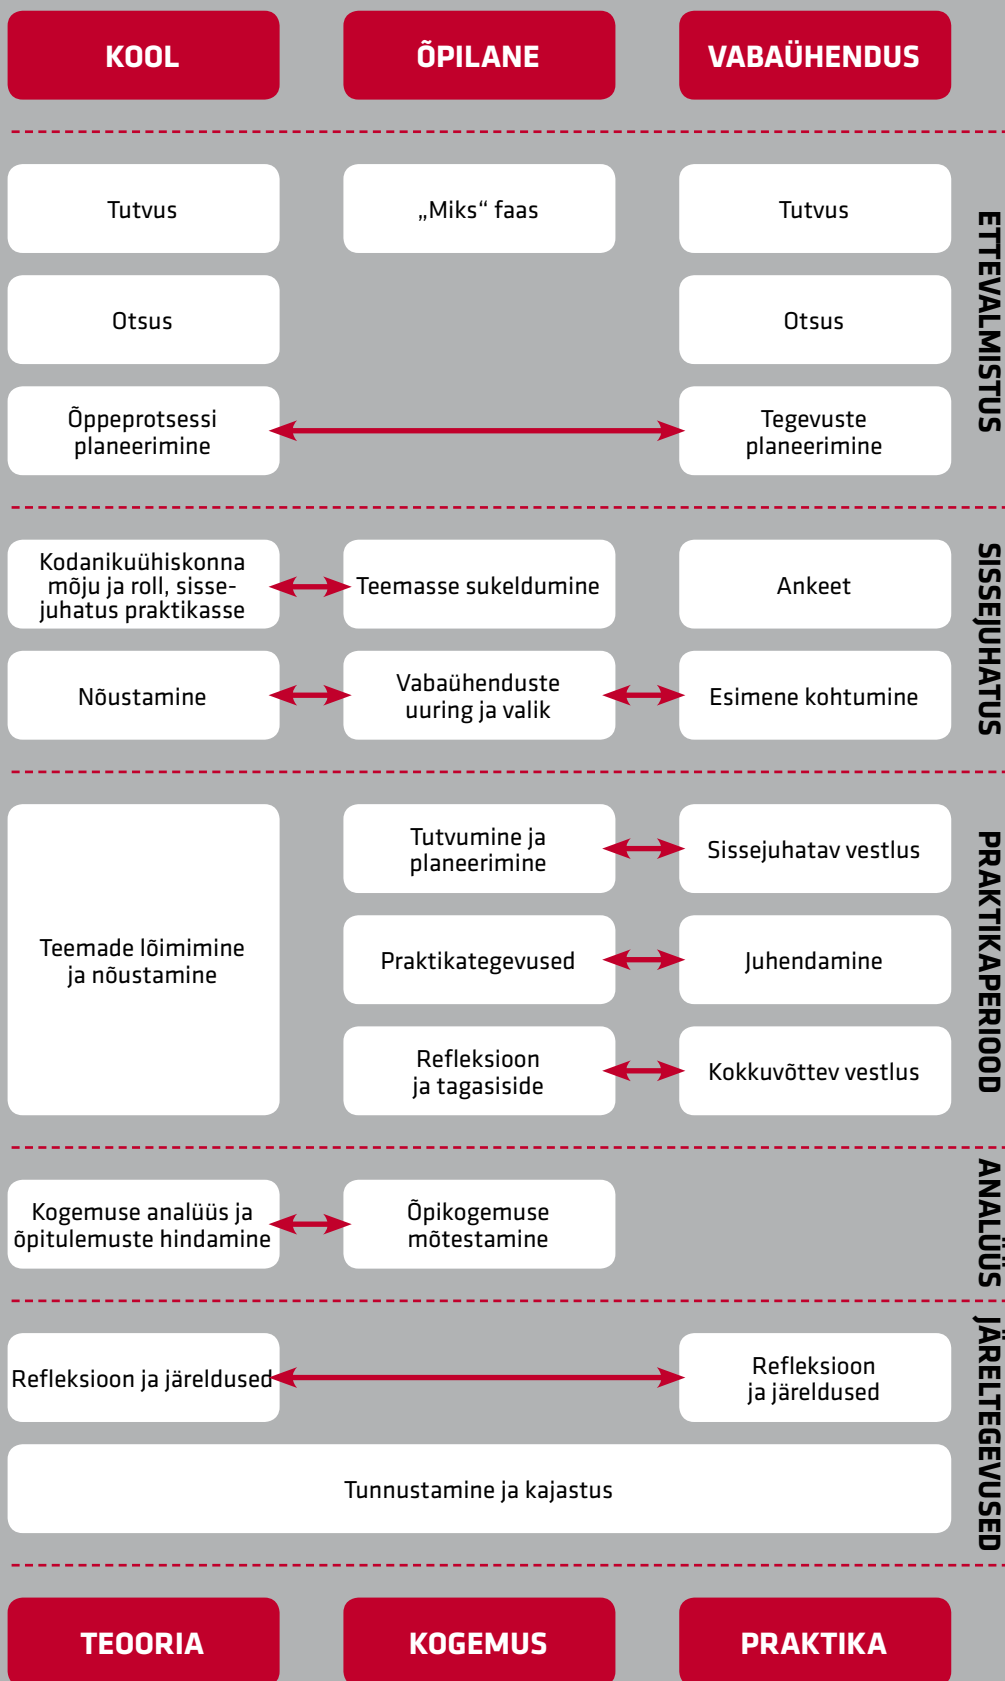 KOOL
ÕPILANE
VABAÜHENDUS
ETTEVALMISTUS
Tutvus
„Miks“ faas
Tutvus
Otsus
Otsus
Õppeprotsessi
planeerimine
Tegevuste
planeerimine
SISSEJUHATUS
Kodanikuühiskonna
mõju ja roll, sisse-
juhatus praktikasse
Teemasse sukeldumine
Ankeet
Nõustamine
Vabaühenduste
uuring ja valik
Esimene kohtumine
PRAKTIKAPERIOOD
Teemade lõimimine
ja nõustamine
Tutvumine ja
planeerimine
Sissejuhatav vestlus
Praktikategevused
Juhendamine
Refleksioon
ja tagasiside
Kokkuvõttev vestlus
ANALÜÜS
Kogemuse analüüs ja
õpitulemuste hindamine
Õpikogemuse
mõtestamine
JÄRELTEGEVUSED
Refleksioon ja järeldused
Refleksioon
ja järeldused
Tunnustamine ja kajastus
TEOORIA
KOGEMUS
PRAKTIKA